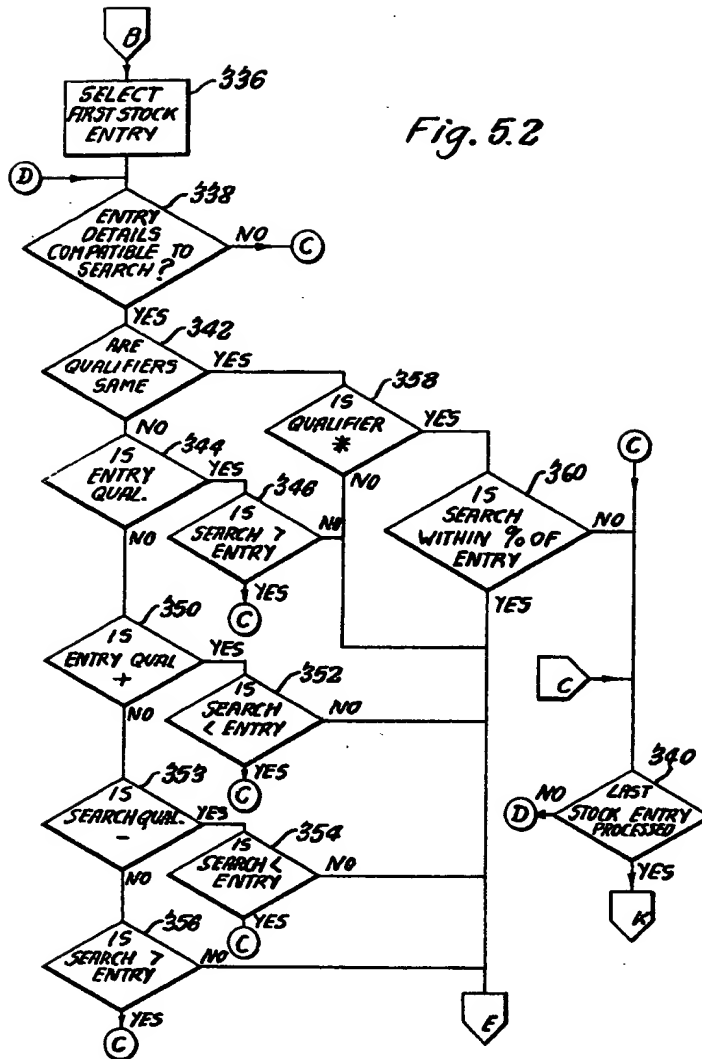 B
336
SELECT
FIRST STOCK
ENTRY
Fig. 5.2
D
338
ENTRY
DETAILS
COMPATIBLE TO
SEARCH?
NO
C
YES
342
ARE
QUALIFIERS
SAME
YES
358
IS
QUALIFIER
*
YES
NO
NO
344
IS
ENTRY
QUAL.
YES
346
IS
SEARCH >
ENTRY
NO
YES
C
NO
360
IS
SEARCH
WITHIN % OF
ENTRY
NO
YES
C
350
IS
ENTRY QUAL
+
YES
352
IS
SEARCH
< ENTRY
NO
YES
C
NO
C
340
LAST
STOCK ENTRY
PROCESSED
NO
D
YES
K
353
IS
SEARCH QUAL.
-
YES
354
IS
SEARCH <
ENTRY
NO
YES
C
NO
356
IS
SEARCH >
ENTRY
NO
YES
C
E